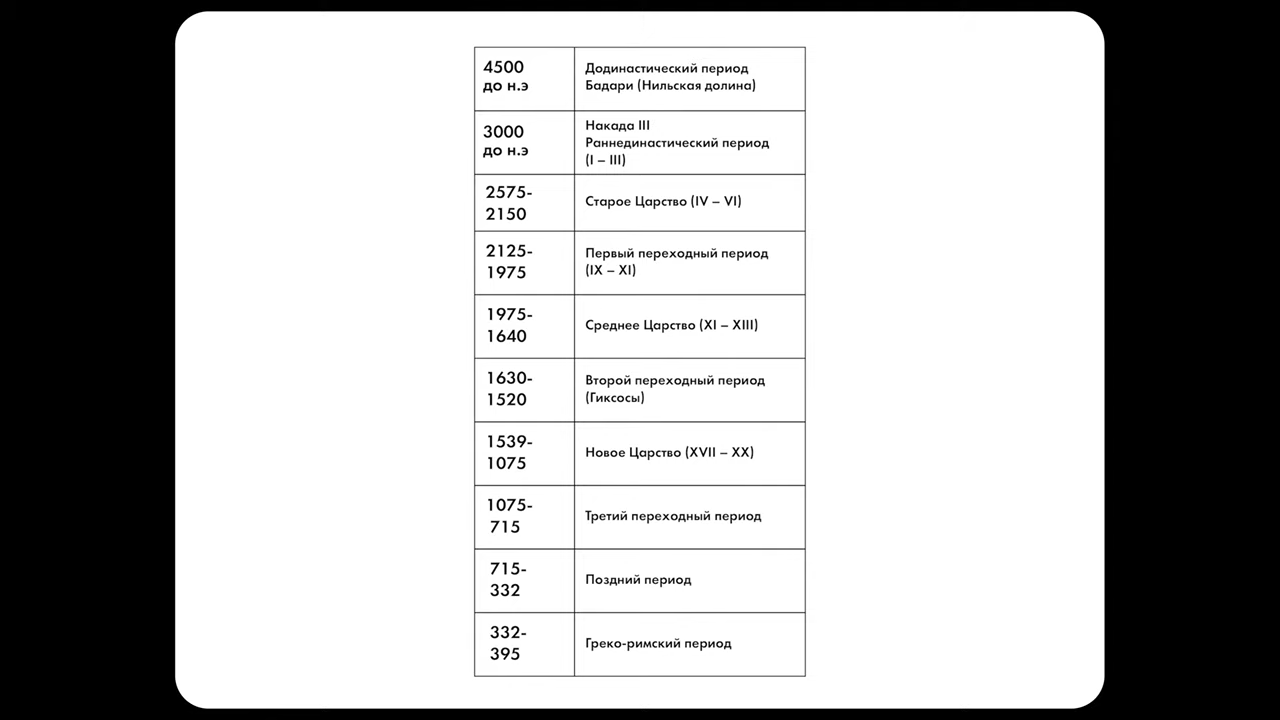 4500
до н.э
Додинастический период
Бадари (Нильская долина)
3000
до н.э
Накада III
Раннединастический период
(I – III)
2575-
2150
Старое Царство (IV – VI)
2125-
1975
Первый переходный период
(IX – XI)
1975-
1640
Среднее Царство (XI – XIII)
1630-
1520
Второй переходный период
(Гиксосы)
1539-
1075
Новое Царство (XVII – XX)
1075-
715
Третий переходный период
715-
332
Поздний период
332-
395
Греко-римский период